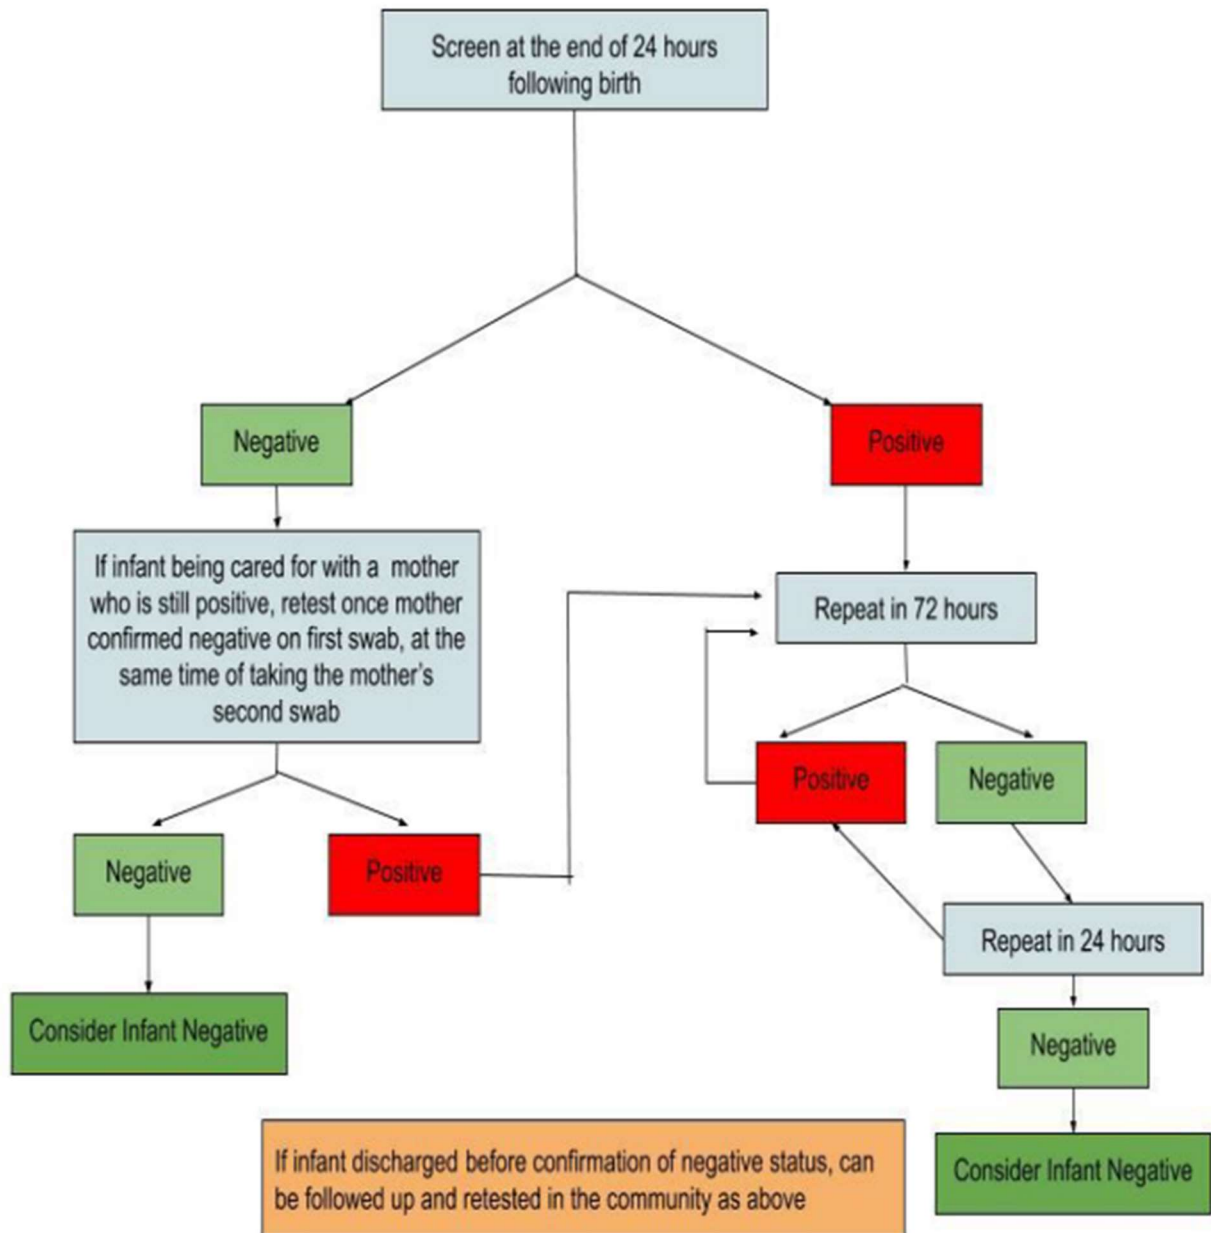 Screen at the end of 24 hours
following birth
Negative
Positive
If infant being cared for with a mother
who is still positive, retest once mother
confirmed negative on first swab, at the
same time of taking the mother's
second swab
Repeat in 72 hours
Positive
Negative
Negative
Positive
Repeat in 24 hours
Consider Infant Negative
Negative
If infant discharged before confirmation of negative status, can
be followed up and retested in the community as above
Consider Infant Negative